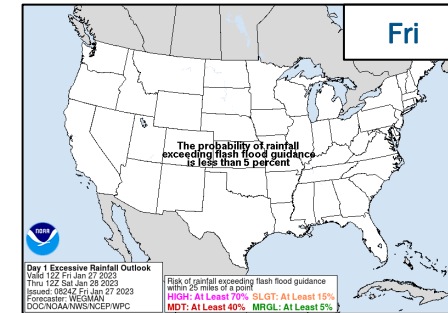 Fri
The probability of rainfall
exceeding flash flood guidance
is less than 5 percent
NOAA
Day 1 Excessive Rainfall Outlook
Valid 12Z Fri Jan 27 2023
Thru 12Z Sat Jan 28 2023
Issued: 0824Z Fri Jan 27 2023
Forecaster: WEGMAN
DOC/NOAA/NWS/NCEP/WPC
Risk of rainfall exceeding flash flood guidance
within 25 miles of a point
HIGH: At Least 70% SLGT: At Least 15%
MDT: At Least 40% MRGL: At Least 5%